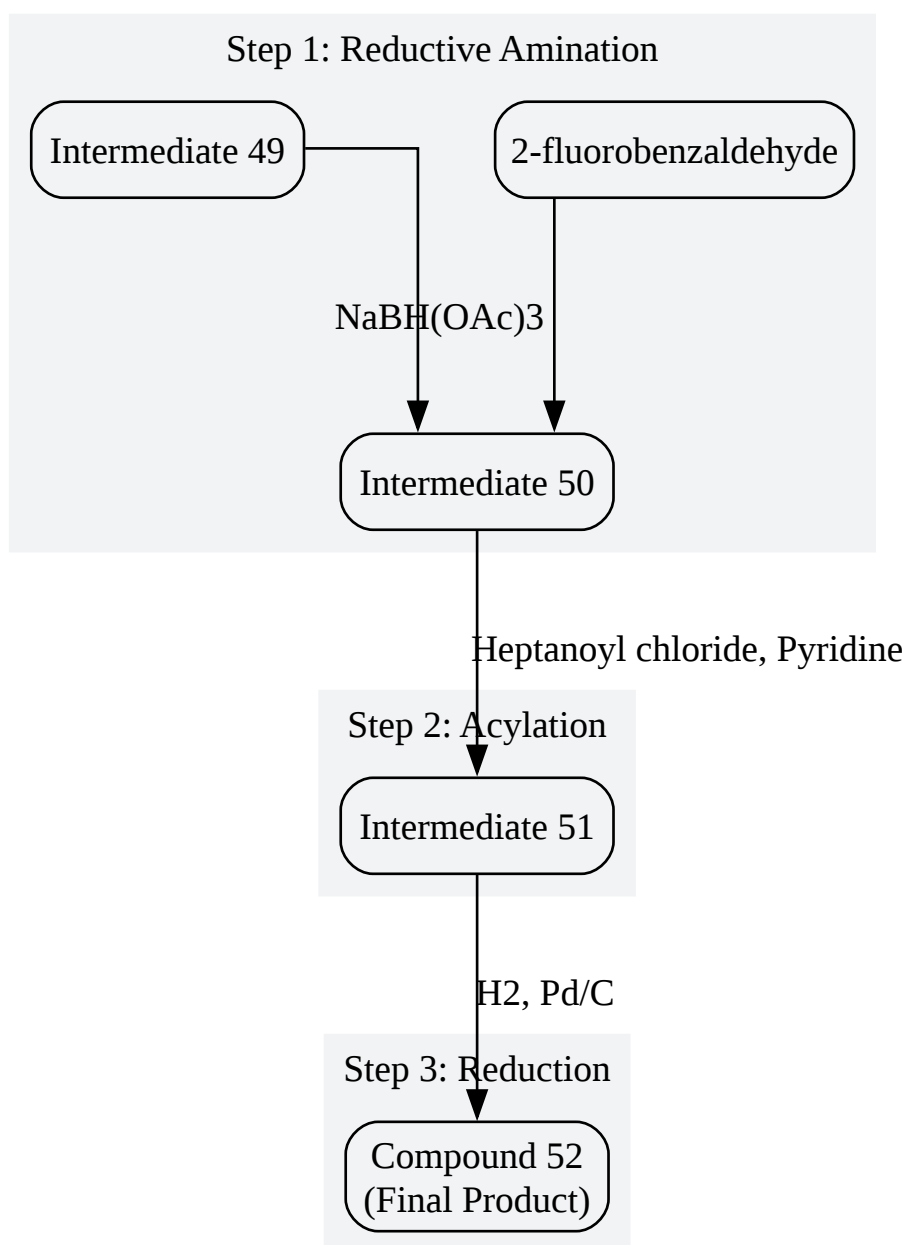 Step 1: Reductive Amination
Intermediate 49
2-fluorobenzaldehyde
NaBH(OAc)3
Intermediate 50
Heptanoyl chloride, Pyridine
Step 2: Acylation
Intermediate 51
H2, Pd/C
Step 3: Reduction
Compound 52
(Final Product)